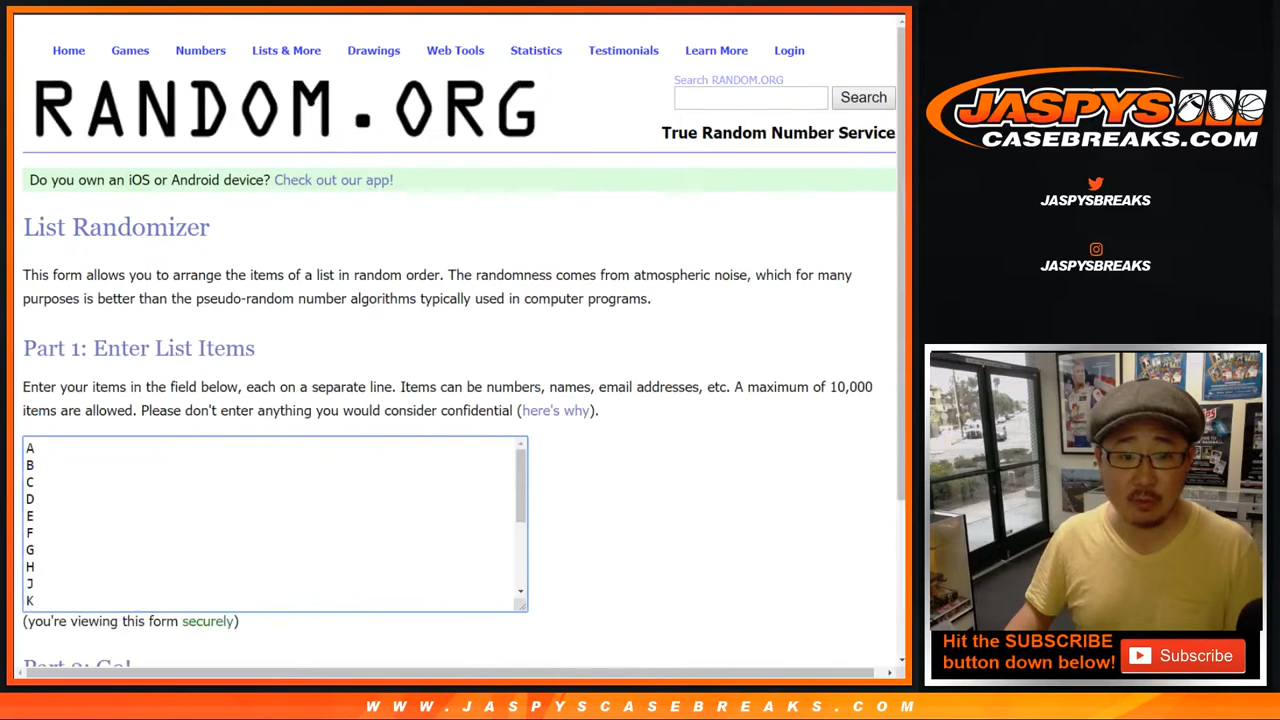 Home Games Numbers Lists & More Drawings Web Tools Statistics Testimonials Learn More Login
RANDOM.ORG
Search RANDOM.ORG
Search
True Random Number Service
Do you own an iOS or Android device? Check out our app!
List Randomizer
This form allows you to arrange the items of a list in random order. The randomness comes from atmospheric noise, which for many
purposes is better than the pseudo-random number algorithms typically used in computer programs.
Part 1: Enter List Items
Enter your items in the field below, each on a separate line. Items can be numbers, names, email addresses, etc. A maximum of 10,000
items are allowed. Please don't enter anything you would consider confidential (here's why).
A
B
C
D
E
F
G
H
J
K
(you're viewing this form securely)
Part 2: Go!
JASPYS
CASEBREAKS.COM
JASPYSBREAKS
JASPYSBREAKS
Hit the SUBSCRIBE
button down below!
Subscribe
WWW.JASPYSCASEBREAKS.COM